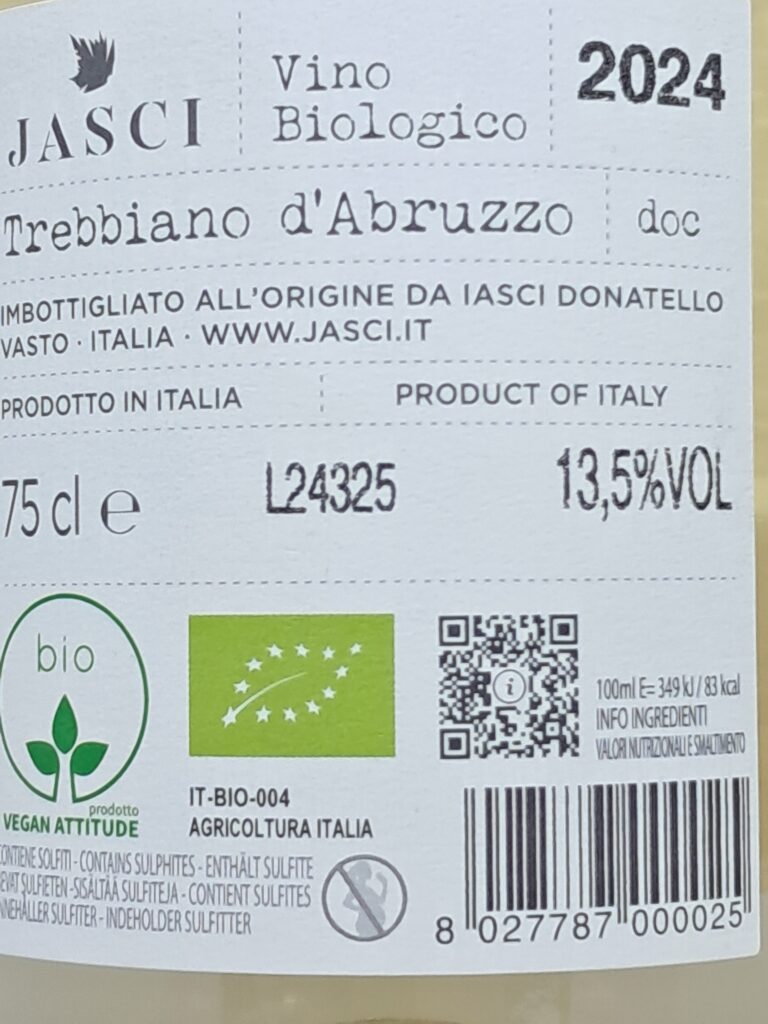 JASCI
Vino
Biologico
2024
Trebbiano d'Abruzzo
doc
IMBOTTIGLIATO ALL'ORIGINE DA IASCI DONATELLO
VASTO · ITALIA · WWW.JASCI.IT
PRODOTTO IN ITALIA
PRODUCT OF ITALY
75 cl e
L24325
13,5%VOL
bio
prodotto
VEGAN ATTITUDE
IT-BIO-004
AGRICOLTURA ITALIA
i
100ml E= 349 kJ / 83 kcal
INFO INGREDIENTI
VALORI NUTRIZIONALI E SMALTIMENTO
CONTIENE SOLFITI - CONTAINS SULPHITES - ENTHÄLT SULFITE
SULFIETEN -SISÄLTÄÄ SULFITEJA - CONTIENT SULFITES
SULFITER - INDEHOLDER SULFITTER
8 027787 000025